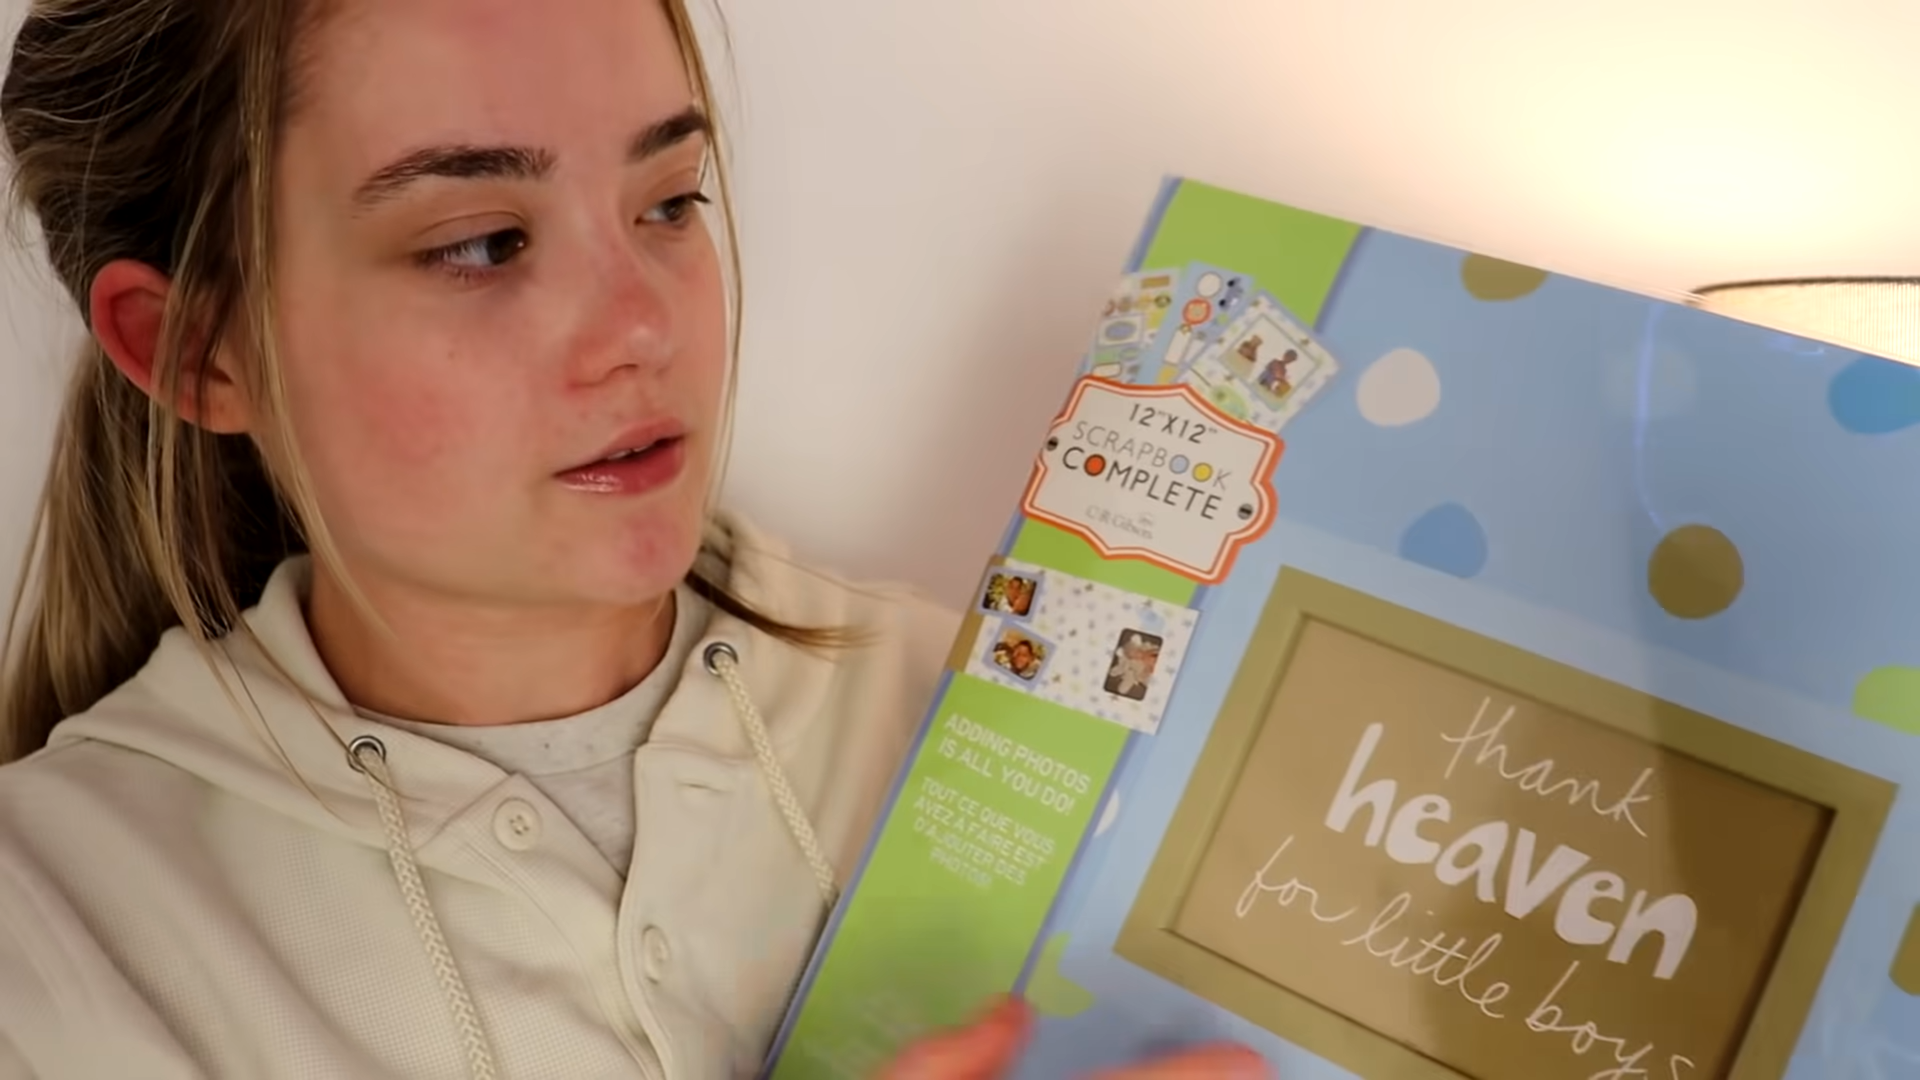 12"X12"
SCRAPBOOK
COMPLETE
C.R. Gibson
ADDING PHOTOS
IS ALL YOU DO!
TOUT CE QUE VOUS
AVEZ À FAIRE EST
D'AJOUTER DES
PHOTOS!
thank
heaven
for little boys